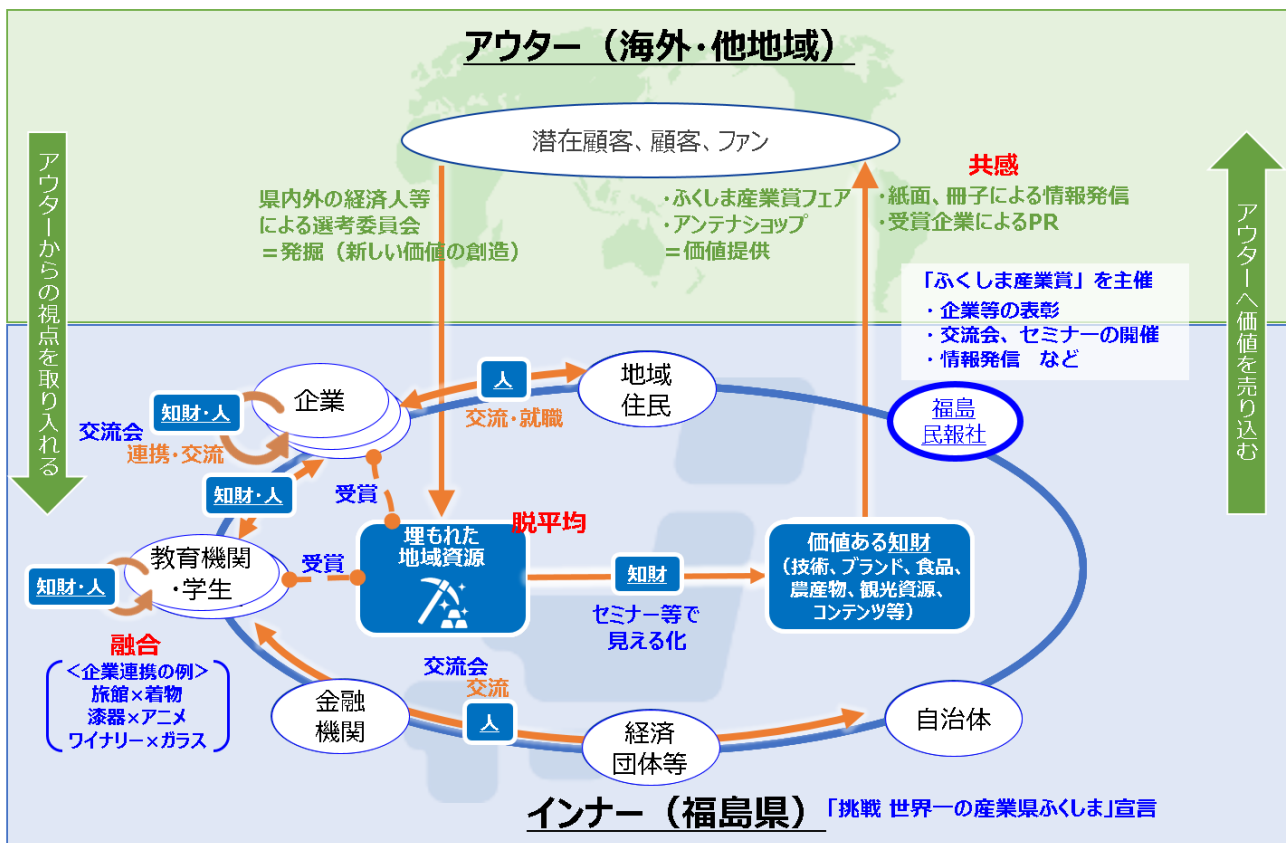 アウター（海外・他地域）
潜在顧客、顧客、ファン
アウターからの視点を取り入れる
県内外の経済人等
による選考委員会
＝発掘（新しい価値の創造）
・ふくしま産業賞フェア
・アンテナショップ
＝価値提供
共感
・紙面、冊子による情報発信
・受賞企業によるPR
アウターへ価値を売り込む
「ふくしま産業賞」を主催
・企業等の表彰
・交流会、セミナーの開催
・情報発信　など
企業
人
交流・就職
地域
住民
福島
民報社
知財・人
交流会
連携・交流
知財・人
受賞
脱平均
埋もれた
地域資源
価値ある知財
（技術、ブランド、食品、
農産物、観光資源、
コンテンツ等）
教育機関
・学生
受賞
知財・人
知財
セミナー等で
見える化
融合
＜企業連携の例＞
旅館×着物
漆器×アニメ
ワイナリー×ガラス
交流会
交流
人
金融
機関
経済
団体等
自治体
インナー（福島県）
「挑戦 世界一の産業県ふくしま」宣言